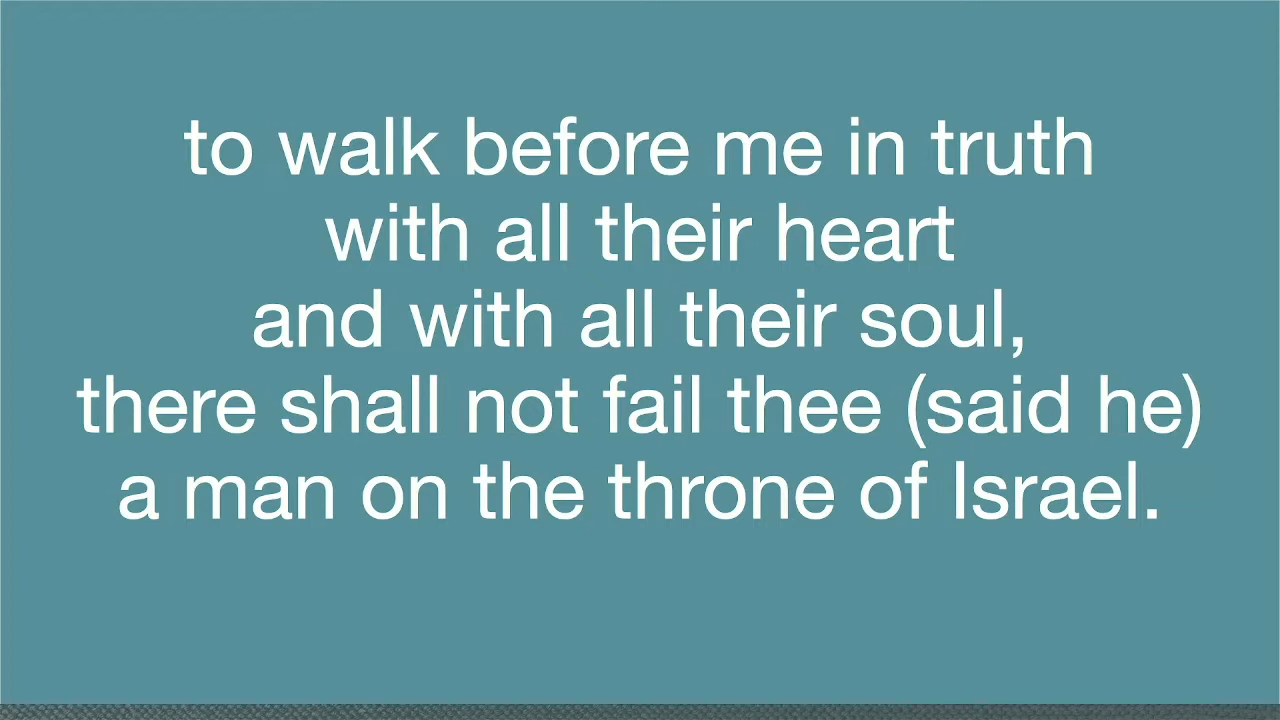 to walk before me in truth
with all their heart
and with all their soul,
there shall not fail thee (said he)
a man on the throne of Israel.